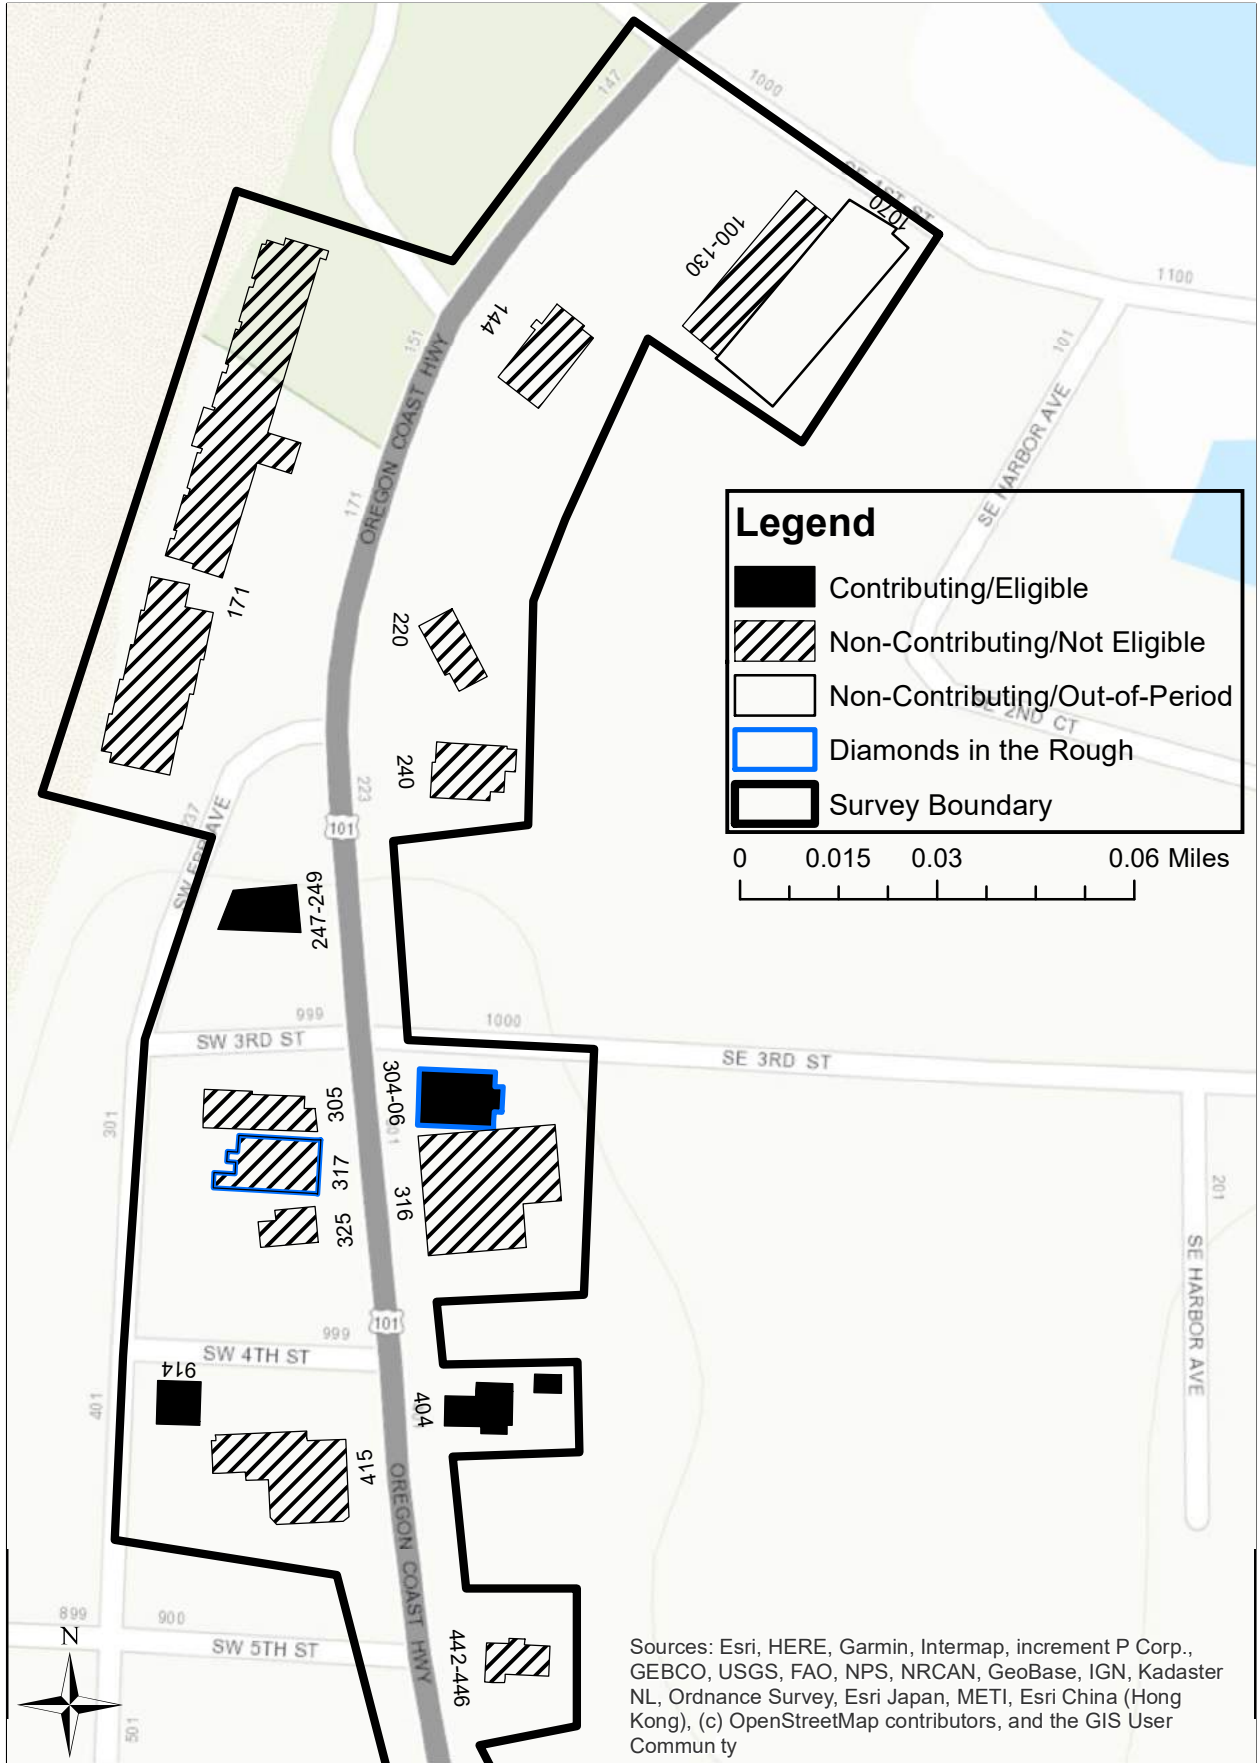 147
1000
SE 1ST ST
1070
100-130
1100
144
151
101
OREGON COAST HWY
171
SE HARBOR AVE
Legend
Contributing/Eligible
171
220
Non-Contributing/Not Eligible
Non-Contributing/Out-of-Period
SE 2ND CT
Diamonds in the Rough
240
223
237
Survey Boundary
101
SW ERB AVE
0 0.015 0.03 0.06 Miles
247-249
999
1000
SW 3RD ST
SE 3RD ST
304-06
305
301
301
317
316
201
325
SE HARBOR AVE
101
999
SW 4TH ST
914
401
404
415
OREGON COAST HWY
899
900
N
SW 5TH ST
442-446
501
Sources: Esri, HERE, Garmin, Intermap, increment P Corp.,
GEBCO, USGS, FAO, NPS, NRCAN, GeoBase, IGN, Kadaster
NL, Ordnance Survey, Esri Japan, METI, Esri China (Hong
Kong), (c) OpenStreetMap contributors, and the GIS User
Commun ty